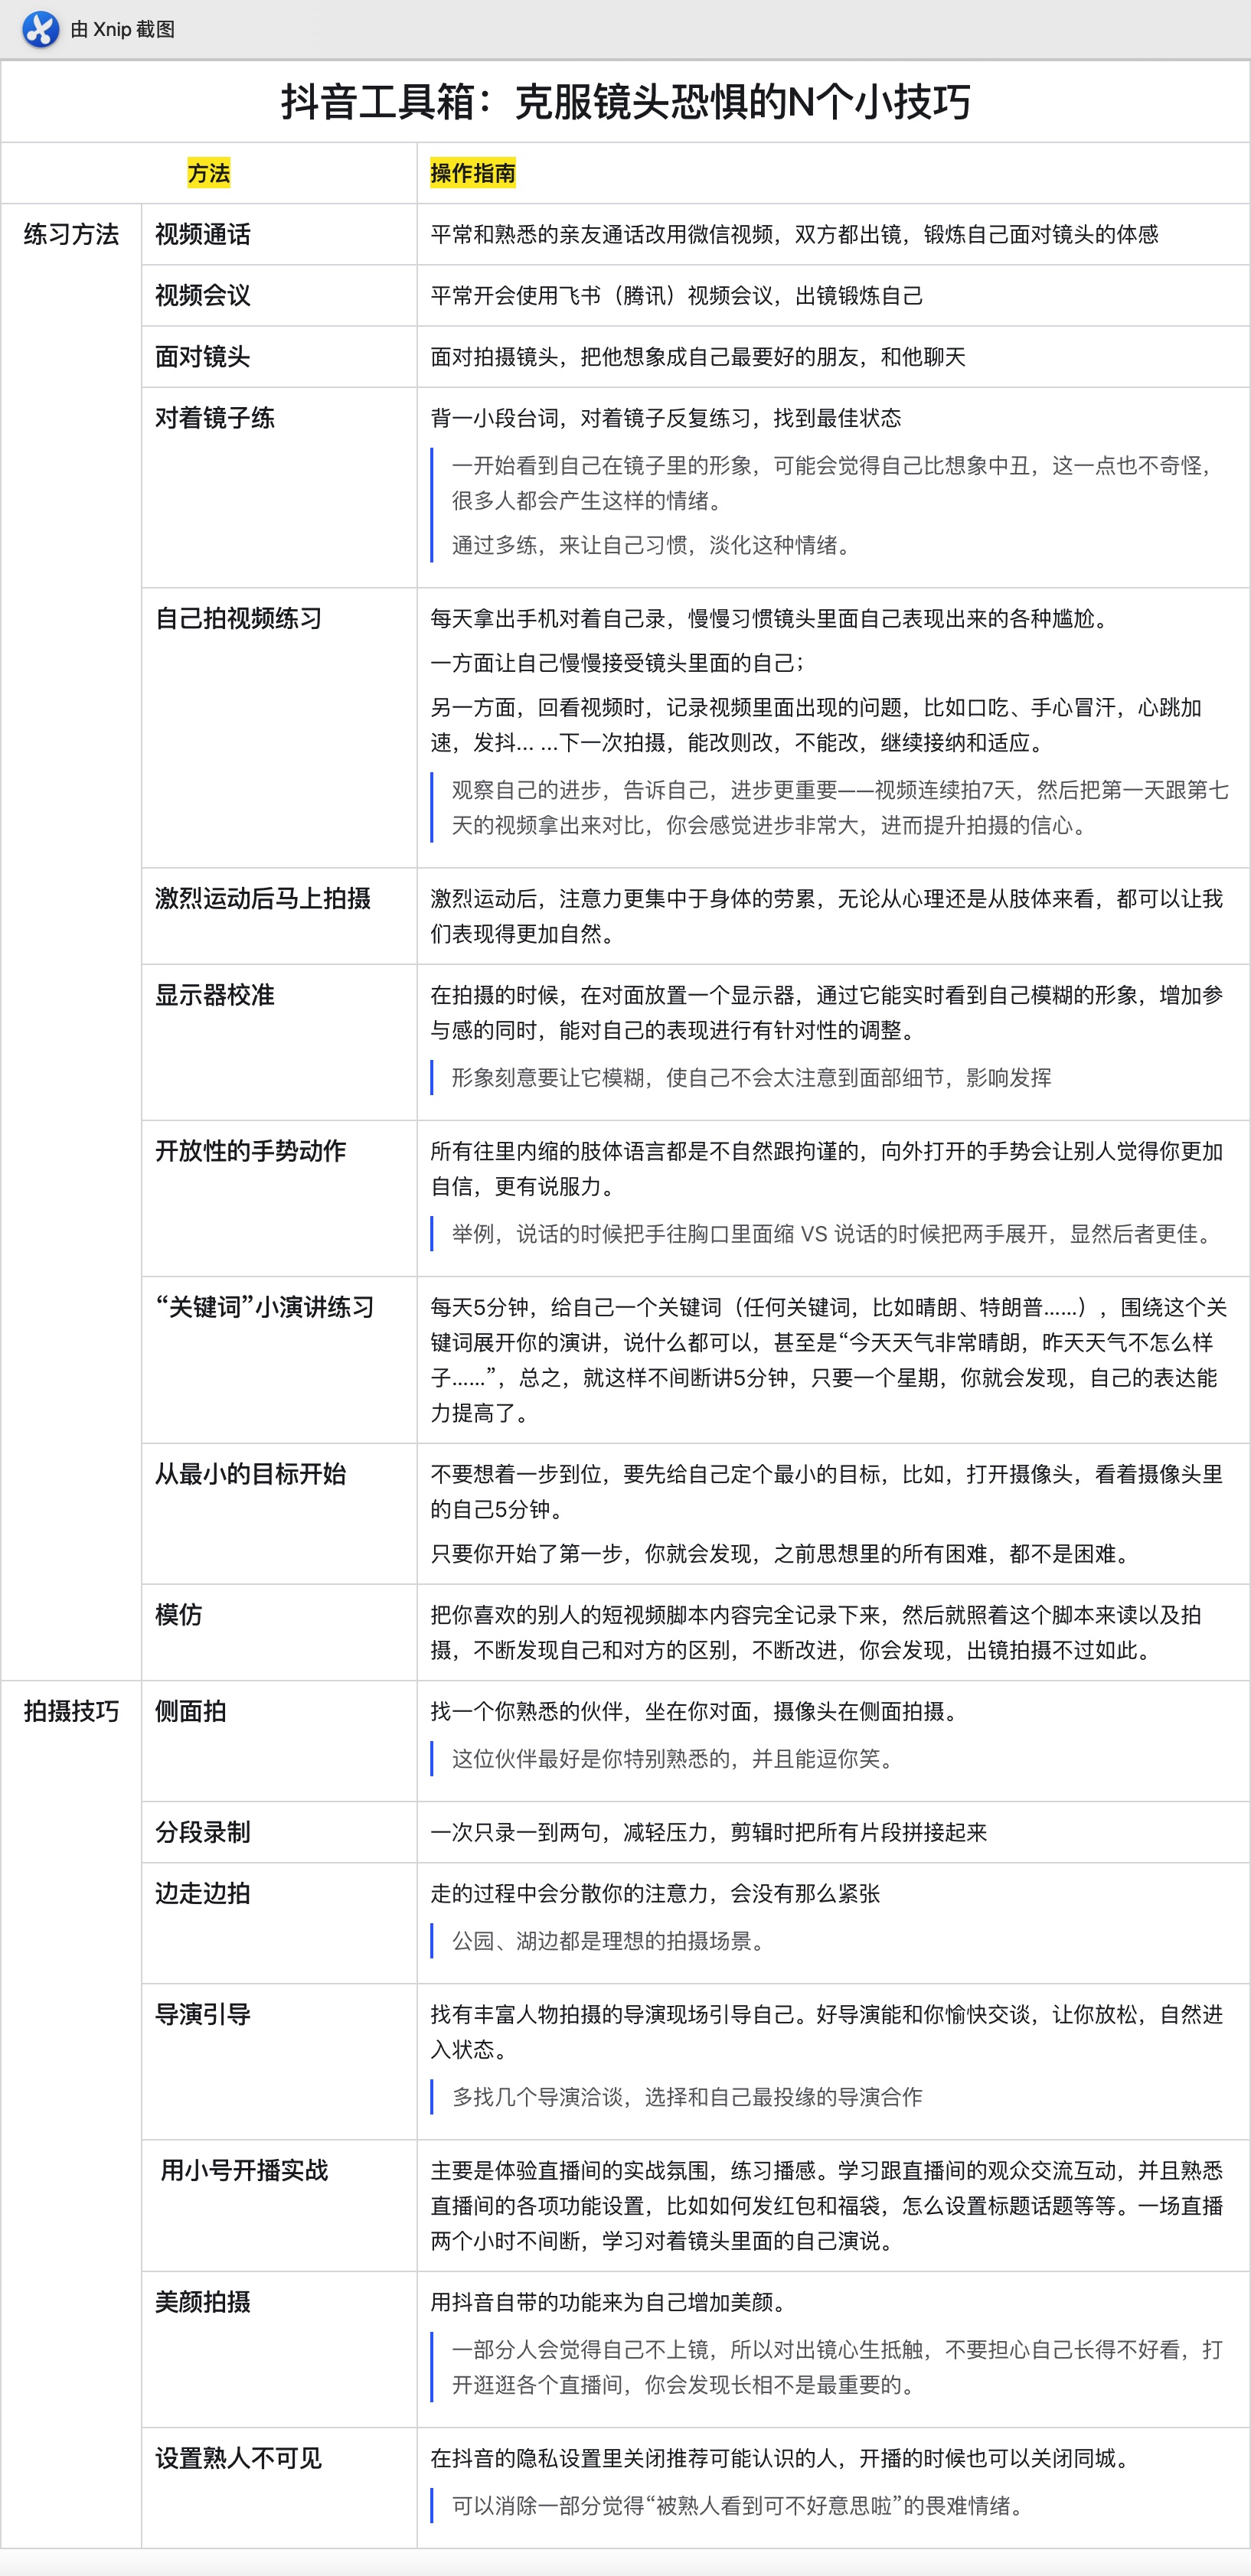 由 Xnip 截图
抖音工具箱：克服镜头恐惧的N个小技巧
方法
操作指南
练习方法
视频通话
平常和熟悉的亲友通话改用微信视频，双方都出镜，锻炼自己面对镜头的体感
视频会议
平常开会使用飞书（腾讯）视频会议，出镜锻炼自己
面对镜头
面对拍摄镜头，把他想象成自己最要好的朋友，和他聊天
对着镜子练
背一小段台词，对着镜子反复练习，找到最佳状态
一开始看到自己在镜子里的形象，可能会觉得自己比想象中丑，这一点也不奇怪，
很多人都会产生这样的情绪。
通过多练，来让自己习惯，淡化这种情绪。
自己拍视频练习
每天拿出手机对着自己录，慢慢习惯镜头里面自己表现出来的各种尴尬。
一方面让自己慢慢接受镜头里面的自己；
另一方面，回看视频时，记录视频里面出现的问题，比如口吃、手心冒汗，心跳加
速，发抖... ...下一次拍摄，能改则改，不能改，继续接纳和适应。
观察自己的进步，告诉自己，进步更重要——视频连续拍7天，然后把第一天跟第七
天的视频拿出来对比，你会感觉进步非常大，进而提升拍摄的信心。
激烈运动后马上拍摄
激烈运动后，注意力更集中于身体的劳累，无论从心理还是从肢体来看，都可以让我
们表现得更加自然。
显示器校准
在拍摄的时候，在对面放置一个显示器，通过它能实时看到自己模糊的形象，增加参
与感的同时，能对自己的表现进行有针对性的调整。
形象刻意要让它模糊，使自己不会太注意到面部细节，影响发挥
开放性的手势动作
所有往里内缩的肢体语言都是不自然跟拘谨的，向外打开的手势会让别人觉得你更加
自信，更有说服力。
举例，说话的时候把手往胸口里面缩 VS 说话的时候把两手展开，显然后者更佳。
“关键词”小演讲练习
每天5分钟，给自己一个关键词（任何关键词，比如晴朗、特朗普......），围绕这个关
键词展开你的演讲，说什么都可以，甚至是“今天天气非常晴朗，昨天天气不怎么样
子......”，总之，就这样不间断讲5分钟，只要一个星期，你就会发现，自己的表达能
力提高了。
从最小的目标开始
不要想着一步到位，要先给自己定个最小的目标，比如，打开摄像头，看着摄像头里
的自己5分钟。
只要你开始了第一步，你就会发现，之前思想里的所有困难，都不是困难。
模仿
把你喜欢的别人的短视频脚本内容完全记录下来，然后就照着这个脚本来读以及拍
摄，不断发现自己和对方的区别，不断改进，你会发现，出镜拍摄不过如此。
拍摄技巧
侧面拍
找一个你熟悉的伙伴，坐在你对面，摄像头在侧面拍摄。
这位伙伴最好是你特别熟悉的，并且能逗你笑。
分段录制
一次只录一到两句，减轻压力，剪辑时把所有片段拼接起来
边走边拍
走的过程中会分散你的注意力，会没有那么紧张
公园、湖边都是理想的拍摄场景。
导演引导
找有丰富人物拍摄的导演现场引导自己。好导演能和你愉快交谈，让你放松，自然进
入状态。
多找几个导演洽谈，选择和自己最投缘的导演合作
用小号开播实战
主要是体验直播间的实战氛围，练习播感。学习跟直播间的观众交流互动，并且熟悉
直播间的各项功能设置，比如如何发红包和福袋，怎么设置标题话题等等。一场直播
两个小时不间断，学习对着镜头里面的自己演说。
美颜拍摄
用抖音自带的功能来为自己增加美颜。
一部分人会觉得自己不上镜，所以对出镜心生抵触，不要担心自己长得不好看，打
开逛逛各个直播间，你会发现长相不是最重要的。
设置熟人不可见
在抖音的隐私设置里关闭推荐可能认识的人，开播的时候也可以关闭同城。
可以消除一部分觉得“被熟人看到可不好意思啦”的畏难情绪。